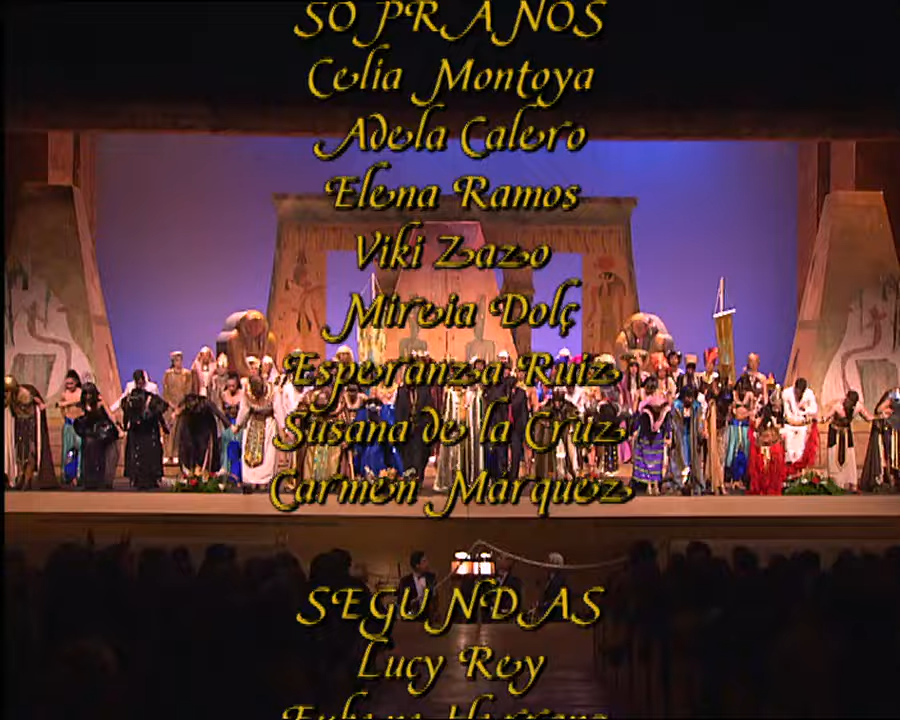 SOPRANOS
Celia Montoya
Adela Calero
Elena Ramos
Viki Zazo
Mireia Dolç
Esperanza Ruiz
Susana de la Cruz
Carmen Marquez
SEGUNDAS
Lucy Rey